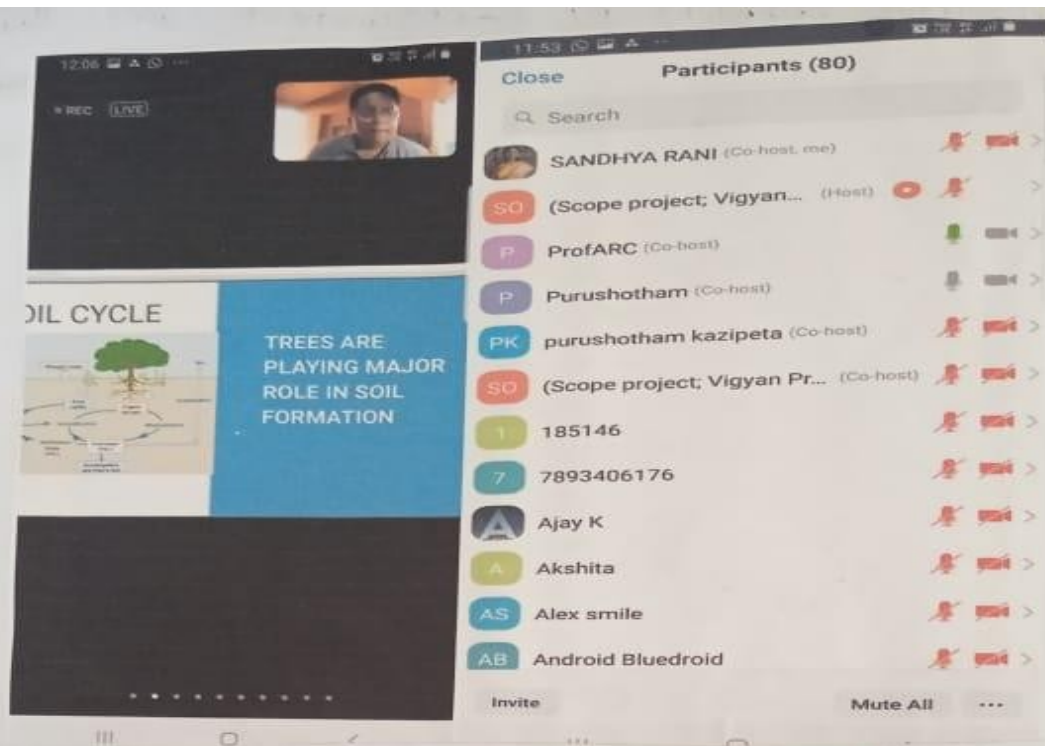 12:06
REC LIVE
OIL CYCLE
TREES ARE
PLAYING MAJOR
ROLE IN SOIL
FORMATION
11:53
Close Participants (80)
Search
SANDHYA RANI (Co-host, me)
SO (Scope project; Vigyan... (Host)
P ProfARC (Co-host)
P Purushotham (Co-host)
PK purushotham kazipeta (Co-host)
SO (Scope project; Vigyan Pr... (Co-host)
1 185146
7 7893406176
Ajay K
A Akshita
AS Alex smile
AB Android Bluedroid
Invite Mute All ...